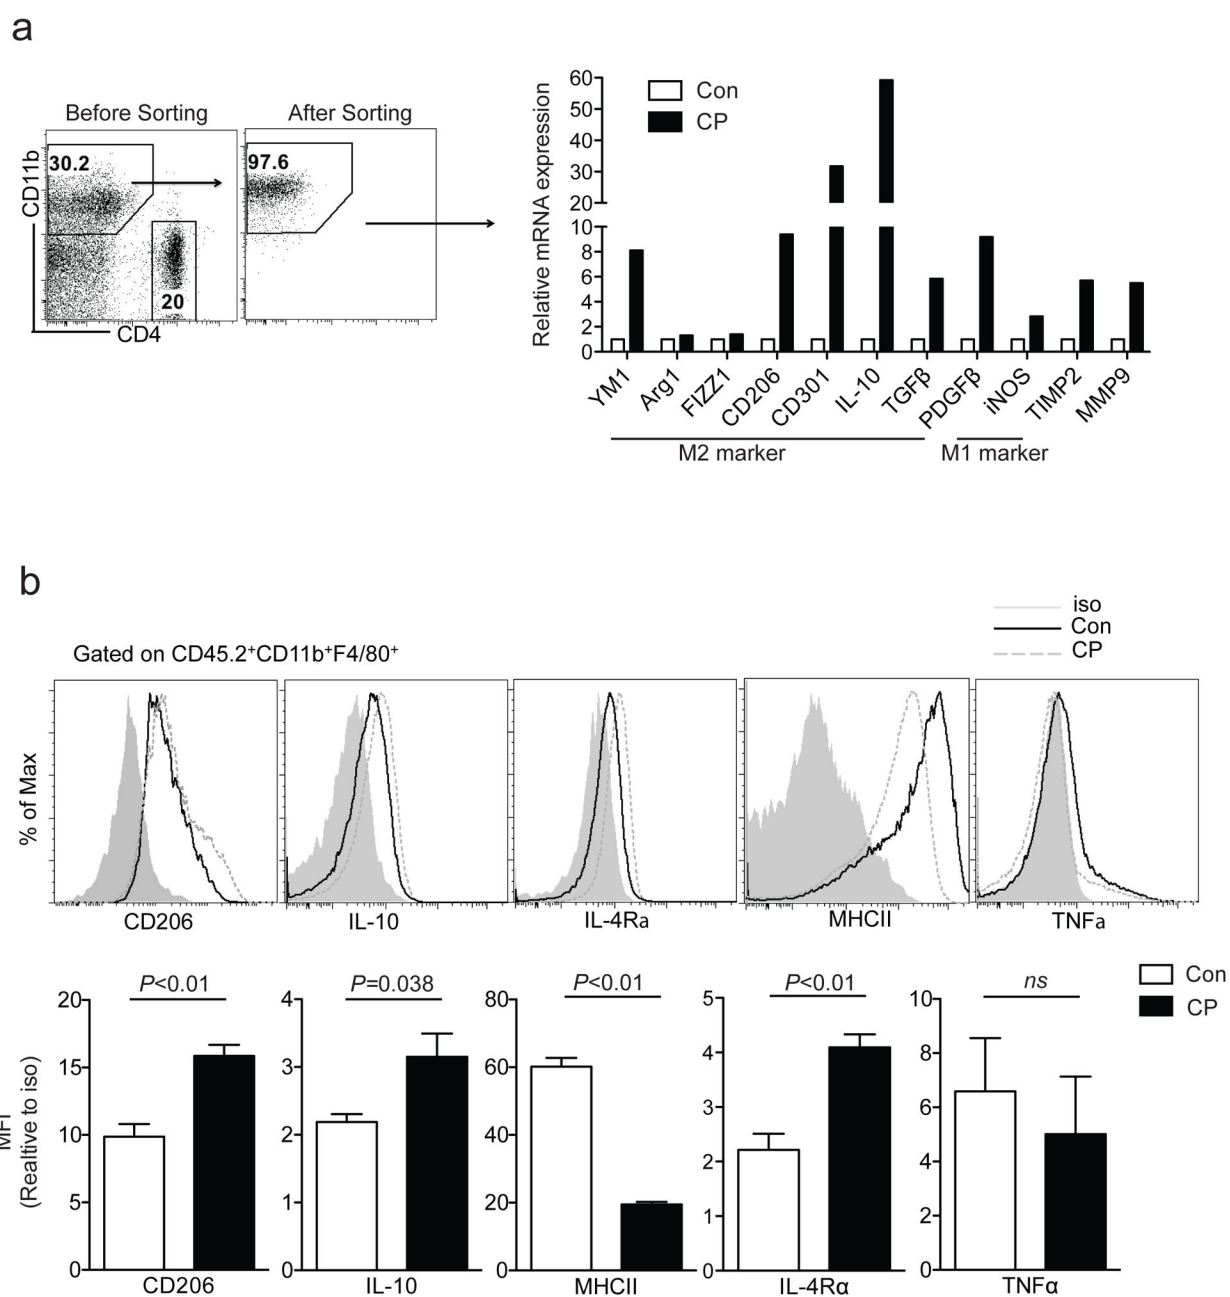 a
Before Sorting
After Sorting
CD11b
30.2
97.6
20
CD4
Relative mRNA expression
60
50
40
30
20
10
8
6
4
2
0
Con
CP
YM1
Arg1
FIZZ1
CD206
CD301
IL-10
TGFβ
PDGFβ
iNOS
TIMP2
MMP9
M2 marker
M1 marker
b
iso
Con
CP
Gated on CD45.2⁺CD11b⁺F4/80⁺
% of Max
CD206
IL-10
IL-4Ra
MHCII
TNFa
Con
CP
MFI
(Realtive to iso)
P<0.01
20
15
10
5
0
CD206
P=0.038
4
3
2
1
0
IL-10
P<0.01
80
60
40
20
0
MHCII
P<0.01
5
4
3
2
1
0
IL-4Rα
ns
10
8
6
4
2
0
TNFα